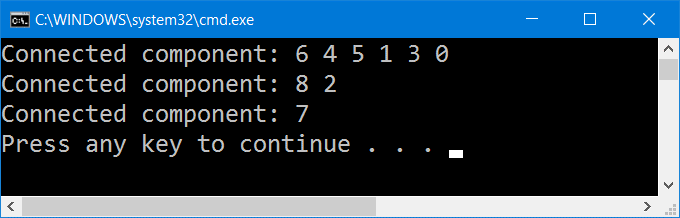 C:\WINDOWS\system32\cmd.exe
Connected component: 6 4 5 1 3 0
Connected component: 8 2
Connected component: 7
Press any key to continue . . .